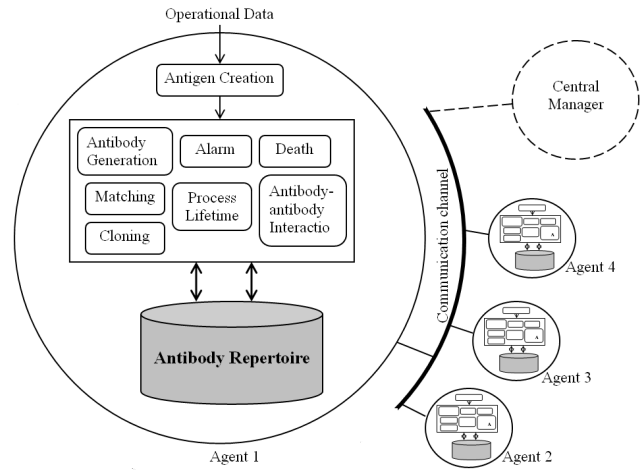 Operational Data
Antigen Creation
Central
Manager
Antibody
Generation
Alarm
Death
Matching
Process
Lifetime
Antibody-
antibody
Interactio
Cloning
Antibody Repertoire
Agent 1
Communication channel
Agent 4
Agent 3
Agent 2